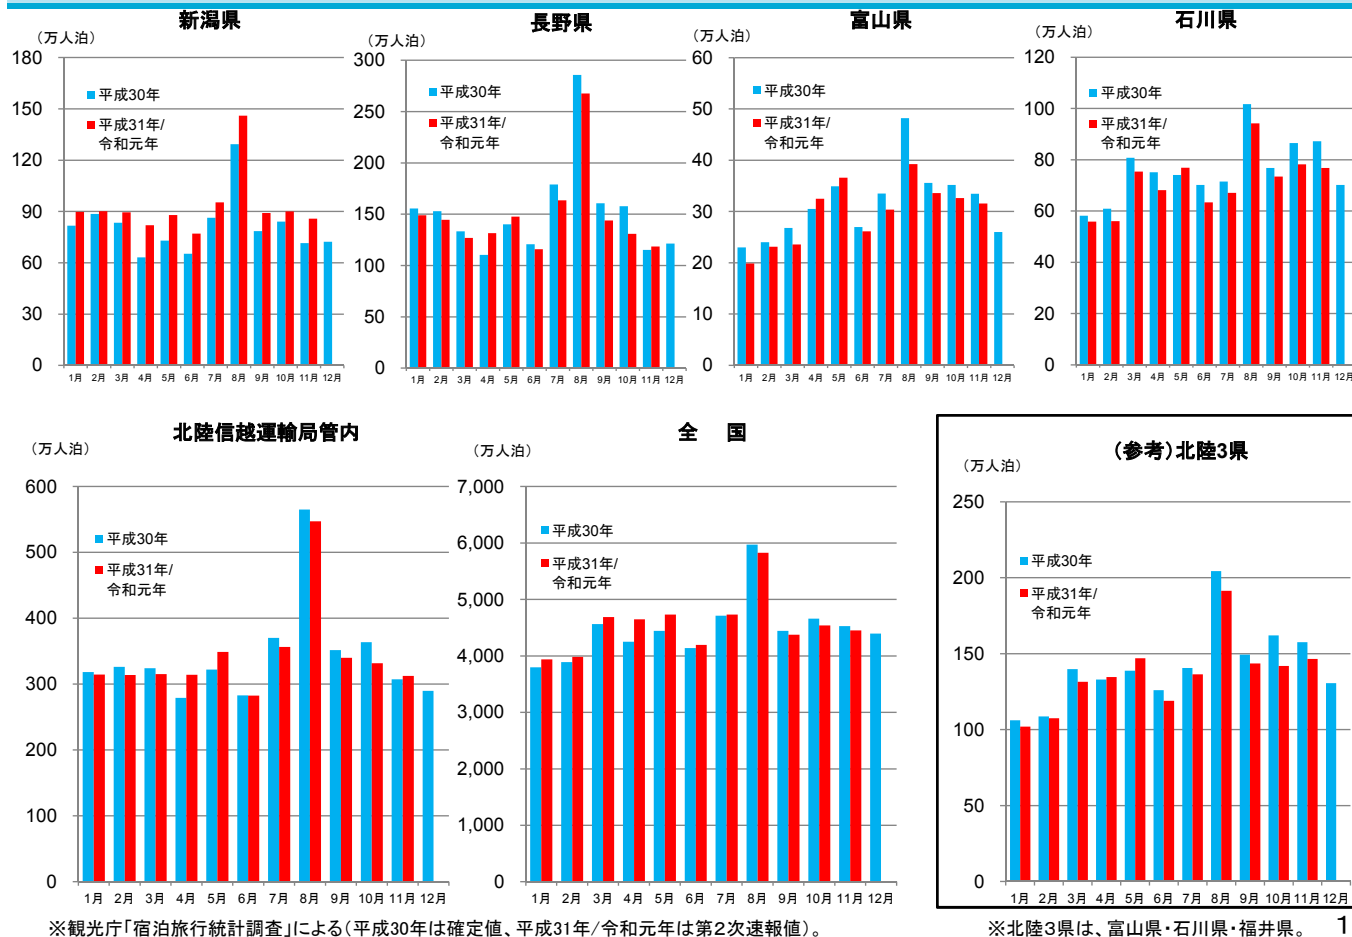 新潟県
(万人泊)
180
150
120
90
60
30
0
平成30年
平成31年/
令和元年
1月 2月 3月 4月 5月 6月 7月 8月 9月 10月 11月 12月
長野県
(万人泊)
300
250
200
150
100
50
0
平成30年
平成31年/
令和元年
1月 2月 3月 4月 5月 6月 7月 8月 9月 10月 11月 12月
富山県
(万人泊)
60
50
40
30
20
10
0
平成30年
平成31年/
令和元年
1月 2月 3月 4月 5月 6月 7月 8月 9月 10月 11月 12月
石川県
(万人泊)
120
100
80
60
40
20
0
平成30年
平成31年/
令和元年
1月 2月 3月 4月 5月 6月 7月 8月 9月 10月 11月 12月
北陸信越運輸局管内
(万人泊)
600
500
400
300
200
100
0
平成30年
平成31年/
令和元年
1月 2月 3月 4月 5月 6月 7月 8月 9月 10月 11月 12月
全 国
(万人泊)
7,000
6,000
5,000
4,000
3,000
2,000
1,000
0
平成30年
平成31年/
令和元年
1月 2月 3月 4月 5月 6月 7月 8月 9月 10月 11月 12月
(参考)北陸3県
(万人泊)
250
200
150
100
50
0
平成30年
平成31年/
令和元年
1月 2月 3月 4月 5月 6月 7月 8月 9月 10月 11月 12月
※観光庁「宿泊旅行統計調査」による(平成30年は確定値、平成31年/令和元年は第2次速報値)。
※北陸3県は、富山県・石川県・福井県。
1